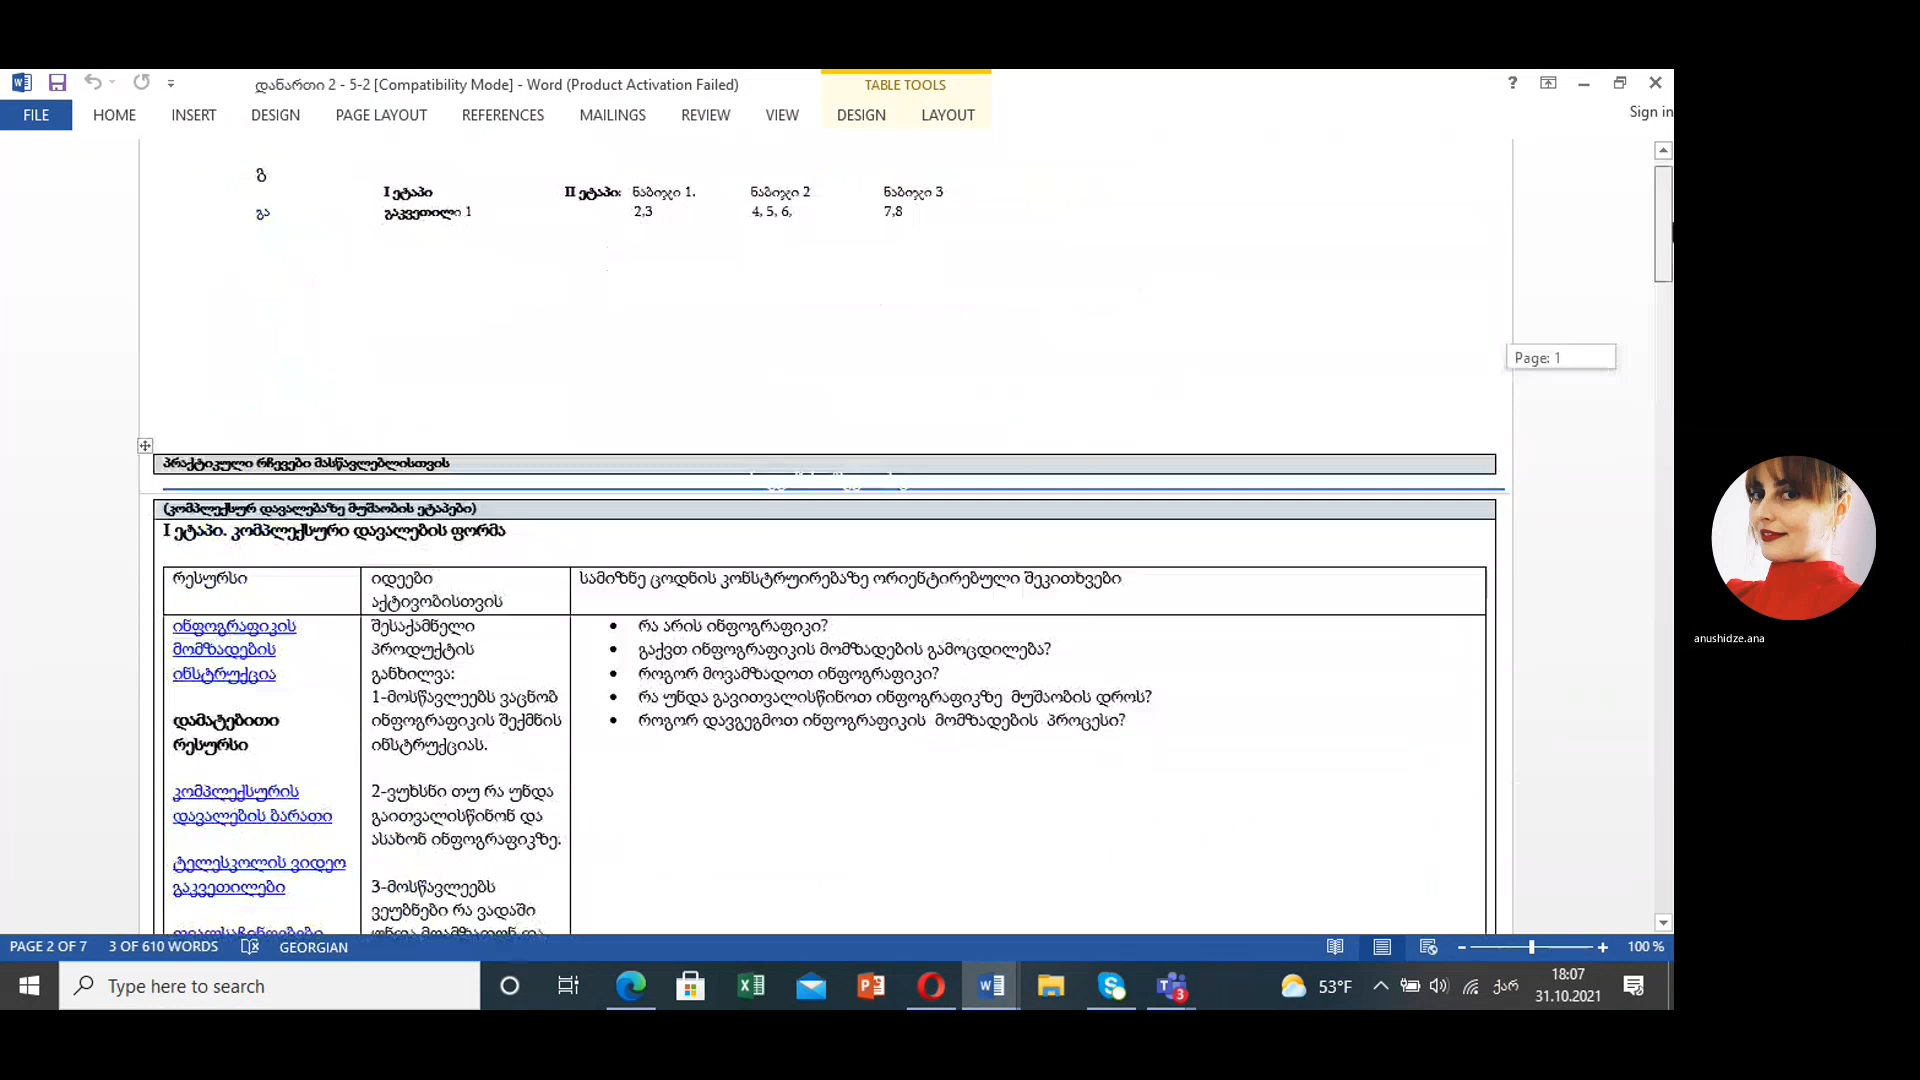 დანართი 2 - 5-2 [Compatibility Mode] - Word (Product Activation Failed)
TABLE TOOLS
?
FILE HOME INSERT DESIGN PAGE LAYOUT REFERENCES MAILINGS REVIEW VIEW DESIGN LAYOUT Sign in
გ
I ეტაპი II ეტაპი: ნაბიჯი 1. ნაბიჯი 2 ნაბიჯი 3
გა გაკვეთილი 1 2,3 4, 5, 6, 7,8
Page: 1
პრაქტიკული რჩევები მასწავლებლისთვის
(კომპლექსურ დავალებაზე მუშაობის ეტაპები)
I ეტაპი. კომპლექსური დავალების ფორმა
რესურსი
იდეები
აქტივობისთვის
სამიზნე ცოდნის კონსტრუირებაზე ორიენტირებული შეკითხვები
ინფოგრაფიკის
მომზადების
ინსტრუქცია
დამატებითი
რესურსი
კომპლექსურის
დავალების ბარათი
ტელესკოლის ვიდეო
გაკვეთილები
შესაქამნელი
პროდუქტის
განხილვა:
1-მოსწავლეებს ვაცნობ
ინფოგრაფიკის შექმნის
ინსტრუქციას.
2-ვუხსნი თუ რა უნდა
გაითვალისწინონ და
ასახონ ინფოგრაფიკზე.
3-მოსწავლეებს
ვეუბნები რა ვადაში
• რა არის ინფოგრაფიკი?
• გაქვთ ინფოგრაფიკის მომზადების გამოცდილება?
• როგორ მოვამზადოთ ინფოგრაფიკი?
• რა უნდა გავითვალისწინოთ ინფოგრაფიკზე მუშაობის დროს?
• როგორ დავგეგმოთ ინფოგრაფიკის მომზადების პროცესი?
anushidze.ana
PAGE 2 OF 7 3 OF 610 WORDS GEORGIAN 100 %
Type here to search
3
53°F
ქარ
18:07
31.10.2021